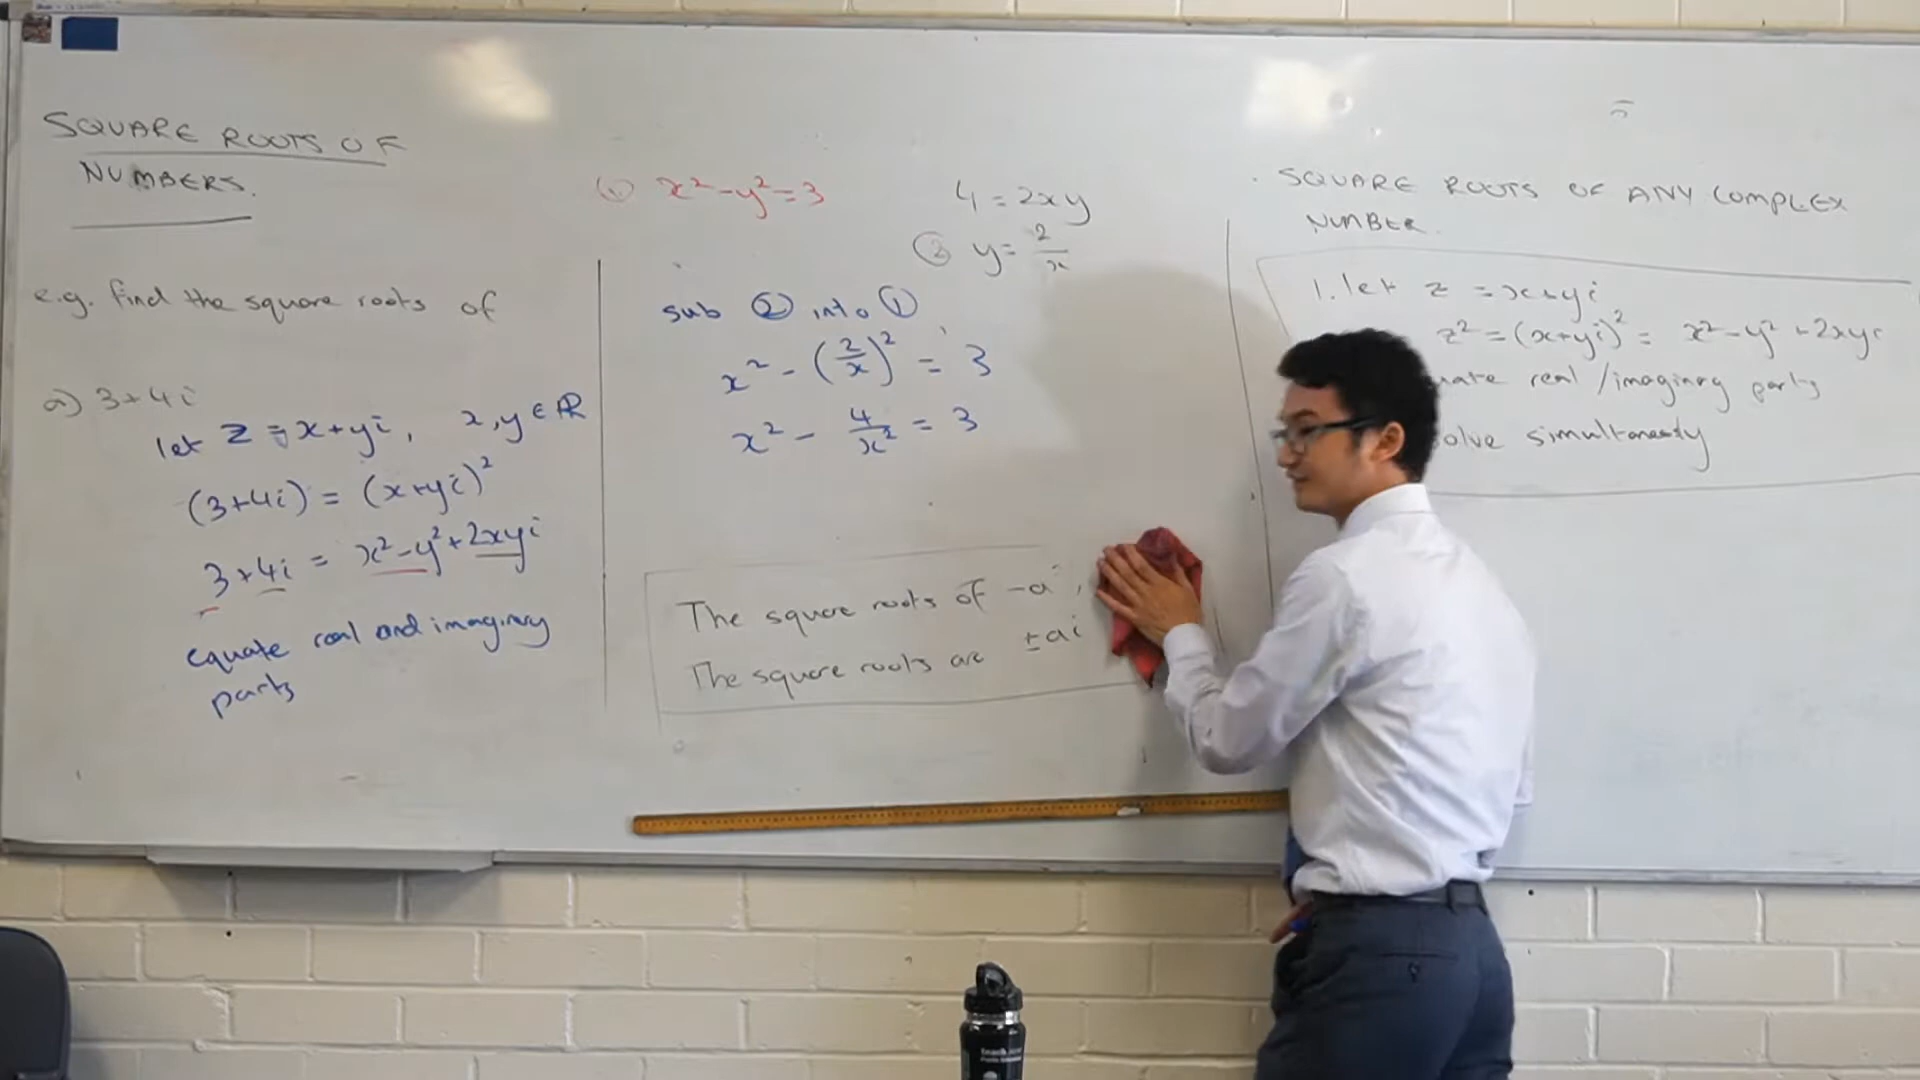 SQUARE ROOTS OF
NUMBERS.
e.g. find the square roots of
a) 3+4i
let z = x+yi, x,y ∈ ℝ
(3+4i) = (x+yi)²
3+4i = x²-y²+2xyi
equate real and imaginary
parts
① x²-y²=3
4=2xy
② y= 2/x
sub ② into ①
x² - (2/x)² = 3
x² - 4/x² = 3
The square roots of -a
The square roots are ±ai
SQUARE ROOTS OF ANY COMPLEX
NUMBER.
1. let z = x+yi
z² = (x+yi)² = x²-y² +2xyi
real / imaginary parts
olve simultaneously
teach